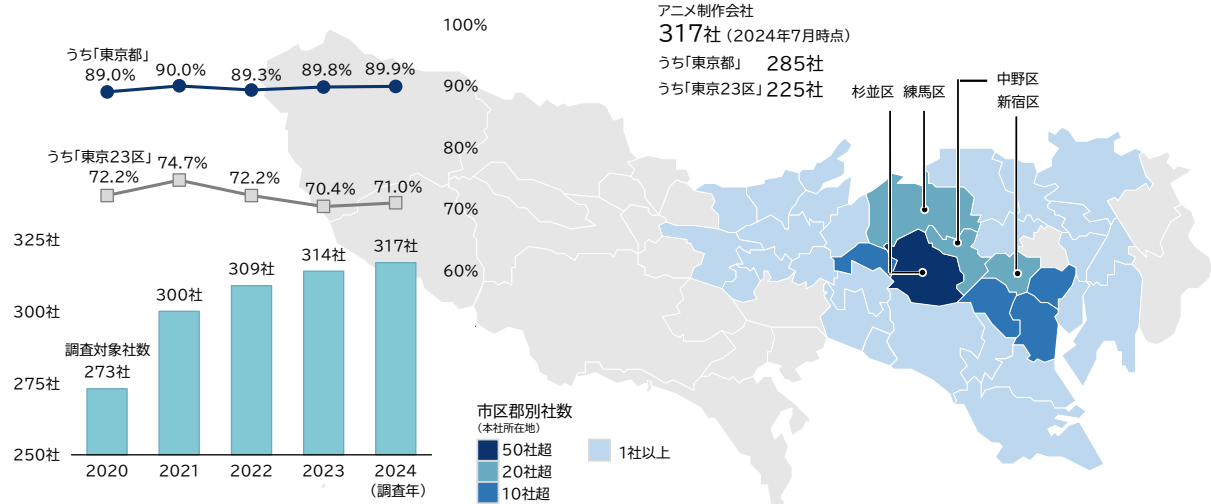 アニメ制作会社
317社（2024年7月時点）
うち「東京都」 285社
うち「東京23区」225社
杉並区 練馬区
中野区
新宿区
100%
90%
80%
70%
60%
うち「東京都」
89.0% 90.0% 89.3% 89.8% 89.9%
うち「東京23区」
72.2% 74.7% 72.2% 70.4% 71.0%
325社
300社
275社
250社
調査対象社数
273社 300社 309社 314社 317社
2020 2021 2022 2023 2024
（調査年）
市区郡別社数
（本社所在地）
50社超
20社超
10社超
1社以上